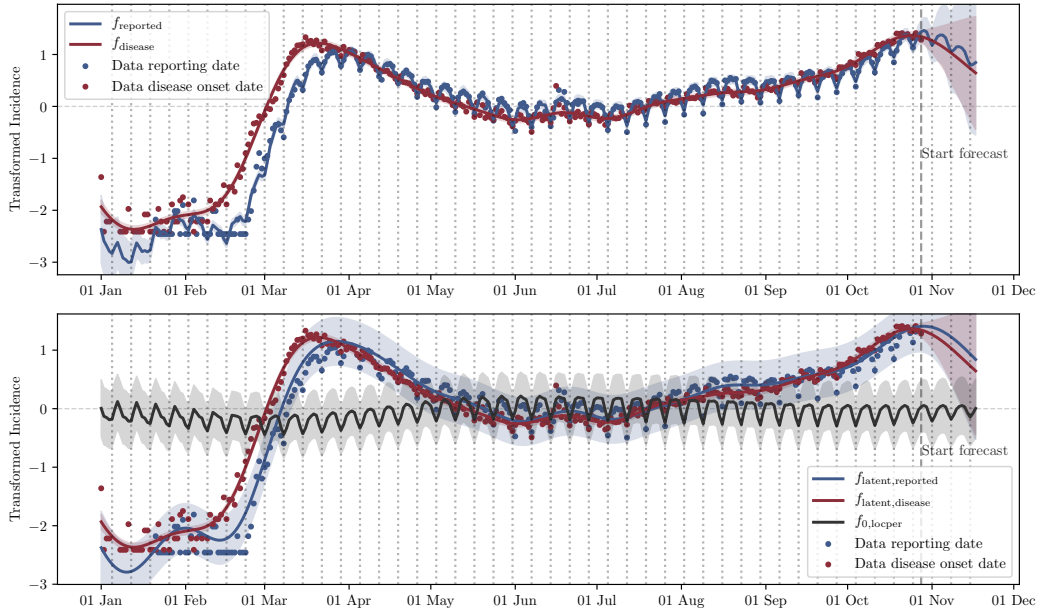 f_reported
f_disease
Data reporting date
Data disease onset date
Transformed Incidence
1
0
−1
−2
−3
Start forecast
01 Jan 01 Feb 01 Mar 01 Apr 01 May 01 Jun 01 Jul 01 Aug 01 Sep 01 Oct 01 Nov 01 Dec
Transformed Incidence
1
0
−1
−2
−3
Start forecast
f_latent,reported
f_latent,disease
f_0,locper
Data reporting date
Data disease onset date
01 Jan 01 Feb 01 Mar 01 Apr 01 May 01 Jun 01 Jul 01 Aug 01 Sep 01 Oct 01 Nov 01 Dec